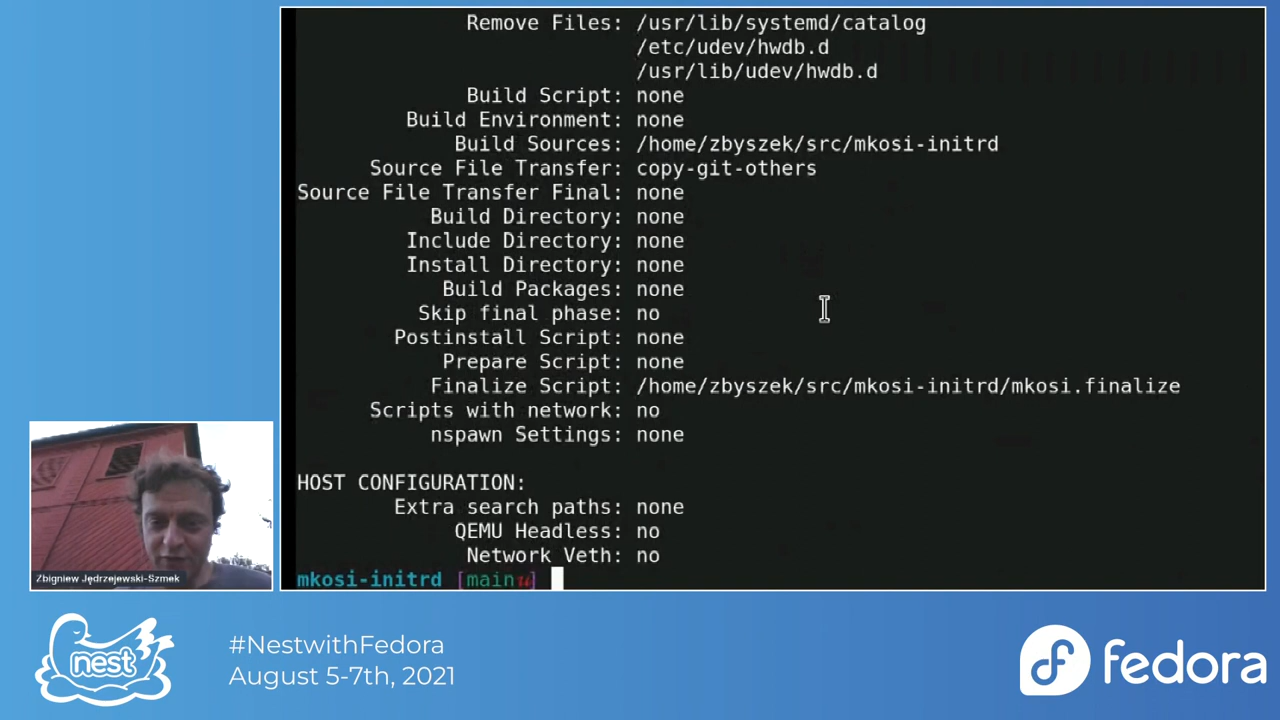 Remove Files: /usr/lib/systemd/catalog
/etc/udev/hwdb.d
/usr/lib/udev/hwdb.d
Build Script: none
Build Environment: none
Build Sources: /home/zbyszek/src/mkosi-initrd
Source File Transfer: copy-git-others
Source File Transfer Final: none
Build Directory: none
Include Directory: none
Install Directory: none
Build Packages: none
Skip final phase: no
Postinstall Script: none
Prepare Script: none
Finalize Script: /home/zbyszek/src/mkosi-initrd/mkosi.finalize
Scripts with network: no
nspawn Settings: none
HOST CONFIGURATION:
Extra search paths: none
QEMU Headless: no
Network Veth: no
mkosi-initrd [main u]
Zbigniew Jędrzejewski-Szmek
nest
#NestwithFedora
August 5-7th, 2021
fedora